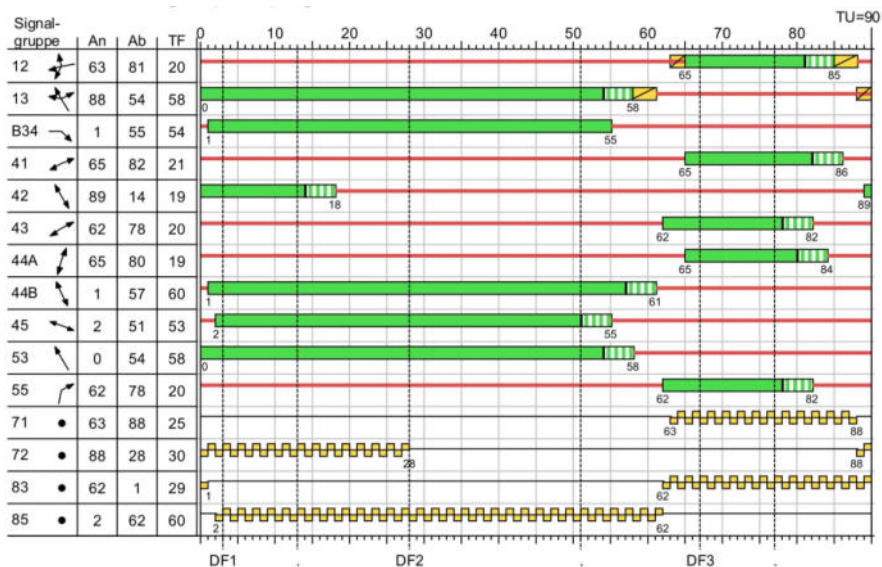 TU=90
Signal-
gruppe An Ab TF 0 10 20 30 40 50 60 70 80
12 63 81 20 65 85
13 88 54 58 0 58
B34 1 55 54 1 55
41 65 82 21 65 86
42 89 14 19 18 89
43 62 78 20 62 82
44A 65 80 19 65 84
44B 1 57 60 1 61
45 2 51 53 2 55
53 0 54 58 0 58
55 62 78 20 62 82
71 63 88 25 63 88
72 88 28 30 28 88
83 62 1 29 1 62
85 2 62 60 2 62
DF1 DF2 DF3